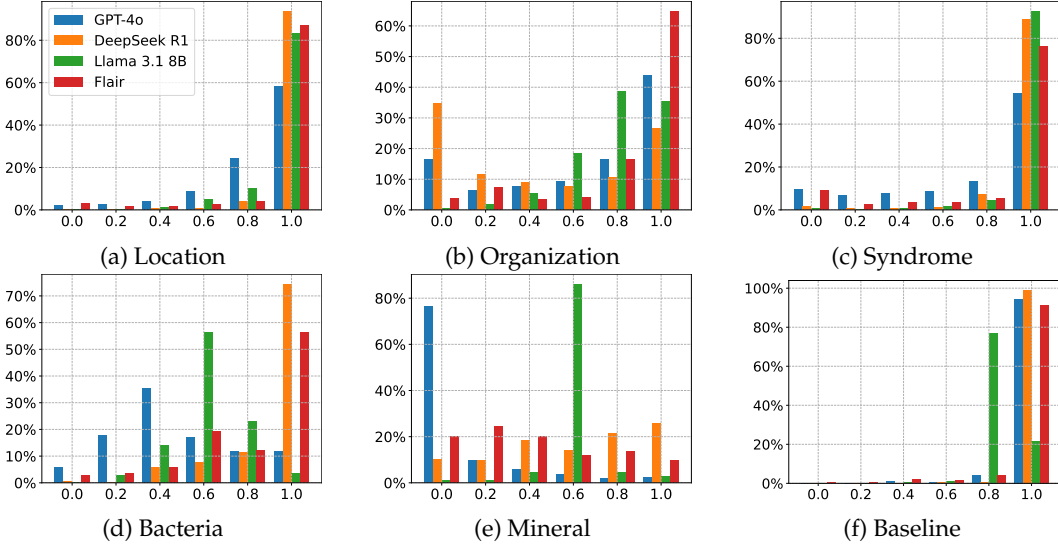 80%
60%
40%
20%
0%
GPT-4o
DeepSeek R1
Llama 3.1 8B
Flair
0.0 0.2 0.4 0.6 0.8 1.0
(a) Location
60%
50%
40%
30%
20%
10%
0%
0.0 0.2 0.4 0.6 0.8 1.0
(b) Organization
80%
60%
40%
20%
0%
0.0 0.2 0.4 0.6 0.8 1.0
(c) Syndrome
70%
60%
50%
40%
30%
20%
10%
0%
0.0 0.2 0.4 0.6 0.8 1.0
(d) Bacteria
80%
60%
40%
20%
0%
0.0 0.2 0.4 0.6 0.8 1.0
(e) Mineral
100%
80%
60%
40%
20%
0%
0.0 0.2 0.4 0.6 0.8 1.0
(f) Baseline